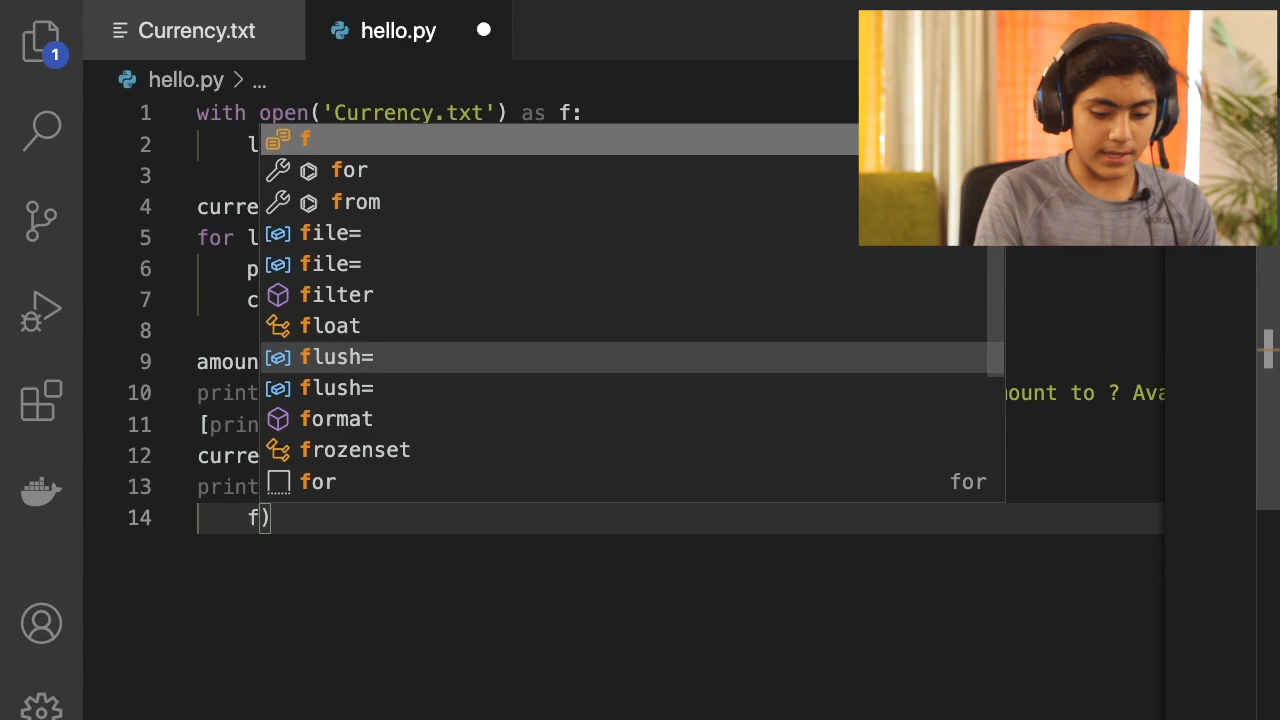 Currency.txt
hello.py
1
hello.py > ...
1 with open('Currency.txt') as f:
2 l
3
4 curre
5 for l
6 p
7 c
8
9 amoun
10 print ount to ? Ava
11 [prin
12 curre
13 print
14 f)
f
for
from
file=
file=
filter
float
flush=
flush=
format
frozenset
for for